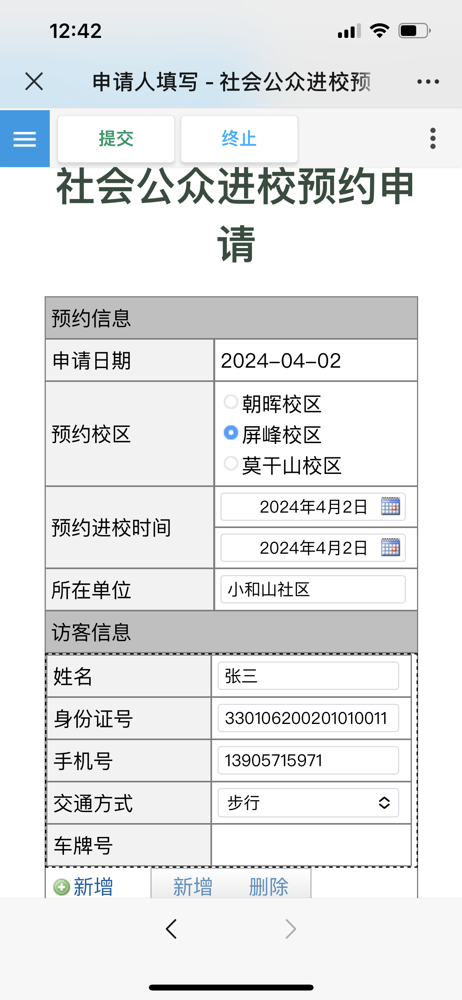 12:42
申请人填写 - 社会公众进校预
提交
终止
社会公众进校预约申
请
预约信息
申请日期
2024-04-02
预约校区
朝晖校区
屏峰校区
莫干山校区
预约进校时间
2024年4月2日
2024年4月2日
所在单位
小和山社区
访客信息
姓名
张三
身份证号
330106200201010011
手机号
13905715971
交通方式
步行
车牌号
新增
新增
删除